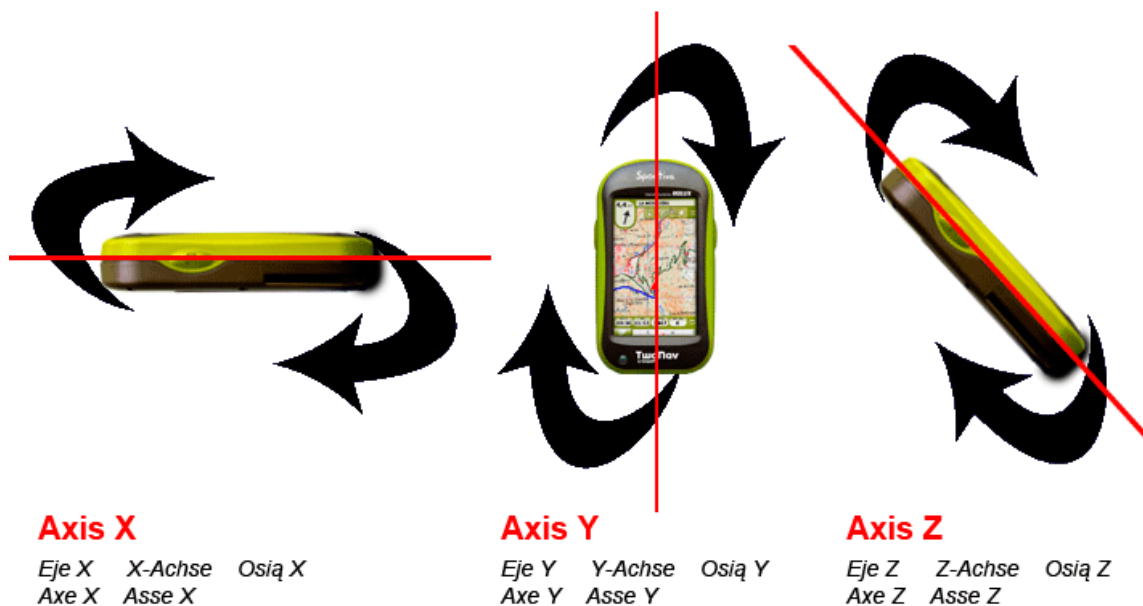 Sportiva
TwoNav
Axis X
Eje X X-Achse Osią X
Axe X Asse X
Axis Y
Eje Y Y-Achse Osią Y
Axe Y Asse Y
Axis Z
Eje Z Z-Achse Osią Z
Axe Z Asse Z